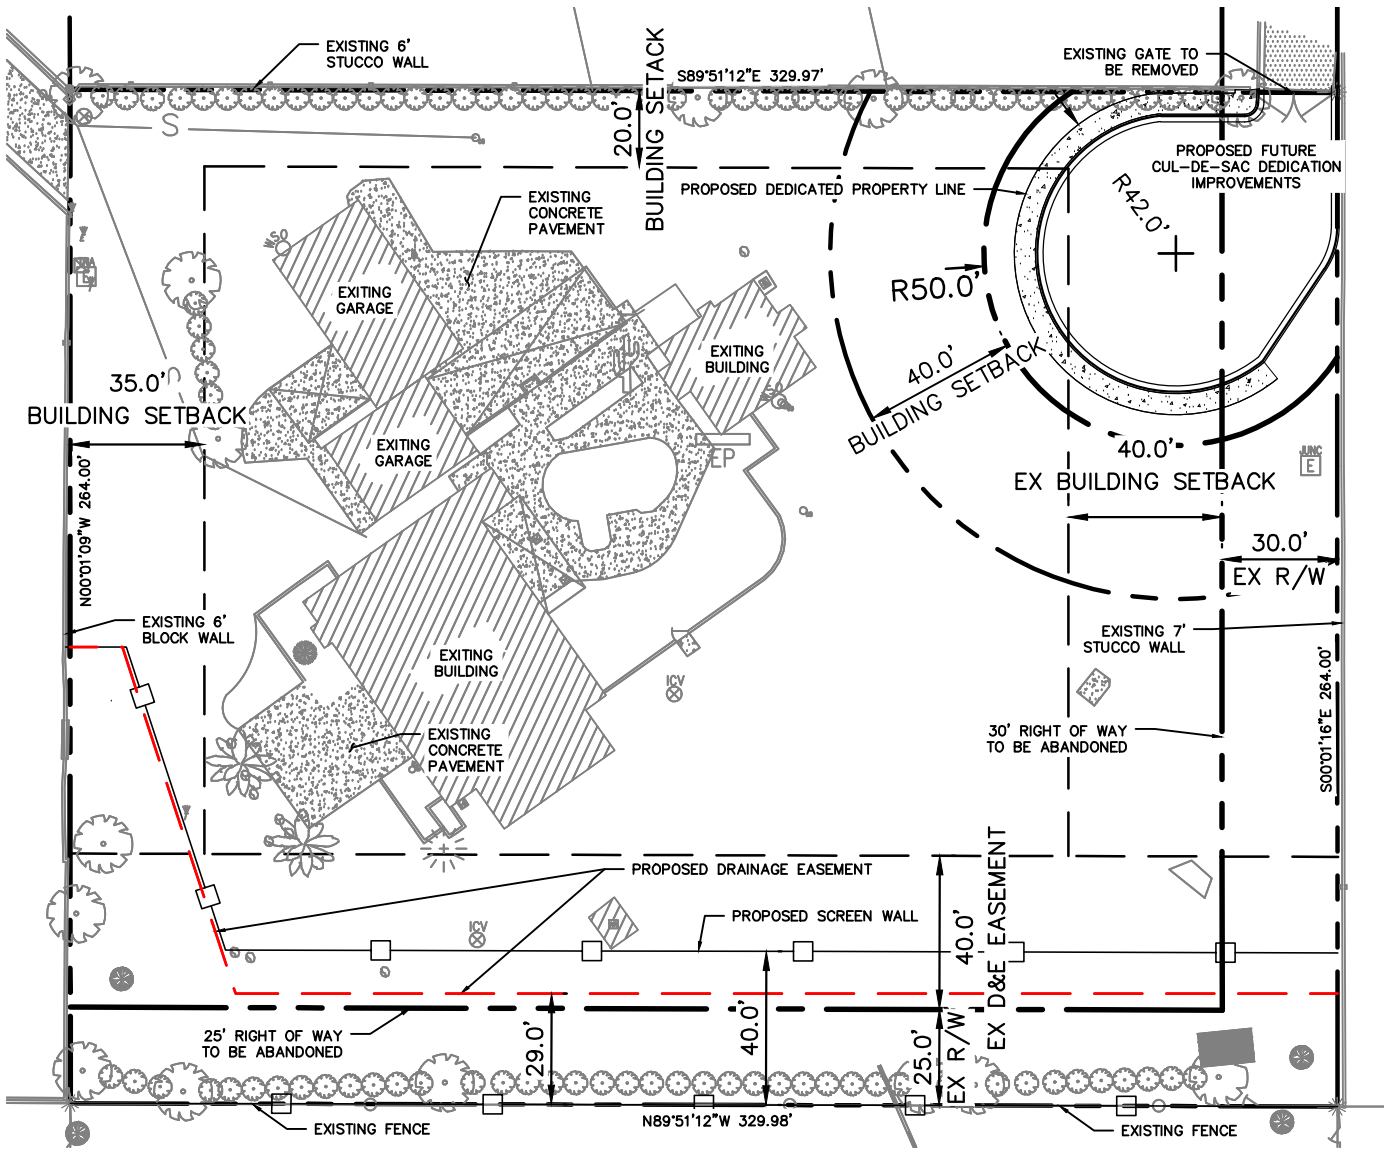 EXISTING 6'
STUCCO WALL
S89°51'12"E 329.97'
EXISTING GATE TO
BE REMOVED
20.0'
BUILDING SETACK
S
PROPOSED FUTURE
CUL-DE-SAC DEDICATION
IMPROVEMENTS
PROPOSED DEDICATED PROPERTY LINE
R42.0'
EXISTING
CONCRETE
PAVEMENT
WSO
EXITING
GARAGE
R50.0'
EXITING
BUILDING
40.0'
BUILDING SETBACK
35.0'
BUILDING SETBACK
EXITING
GARAGE
EP
40.0'
EX BUILDING SETBACK
JUNC
E
N00°01'09"W 264.00'
30.0'
EX R/W
EXISTING 6'
BLOCK WALL
EXISTING 7'
STUCCO WALL
EXITING
BUILDING
ICV
S00°01'16"E 264.00'
30' RIGHT OF WAY
TO BE ABANDONED
EXISTING
CONCRETE
PAVEMENT
PROPOSED DRAINAGE EASEMENT
PROPOSED SCREEN WALL
ICV
40.0'
EX D&E EASEMENT
25' RIGHT OF WAY
TO BE ABANDONED
29.0'
40.0'
25.0'
EX R/W
N89°51'12"W 329.98'
EXISTING FENCE
EXISTING FENCE